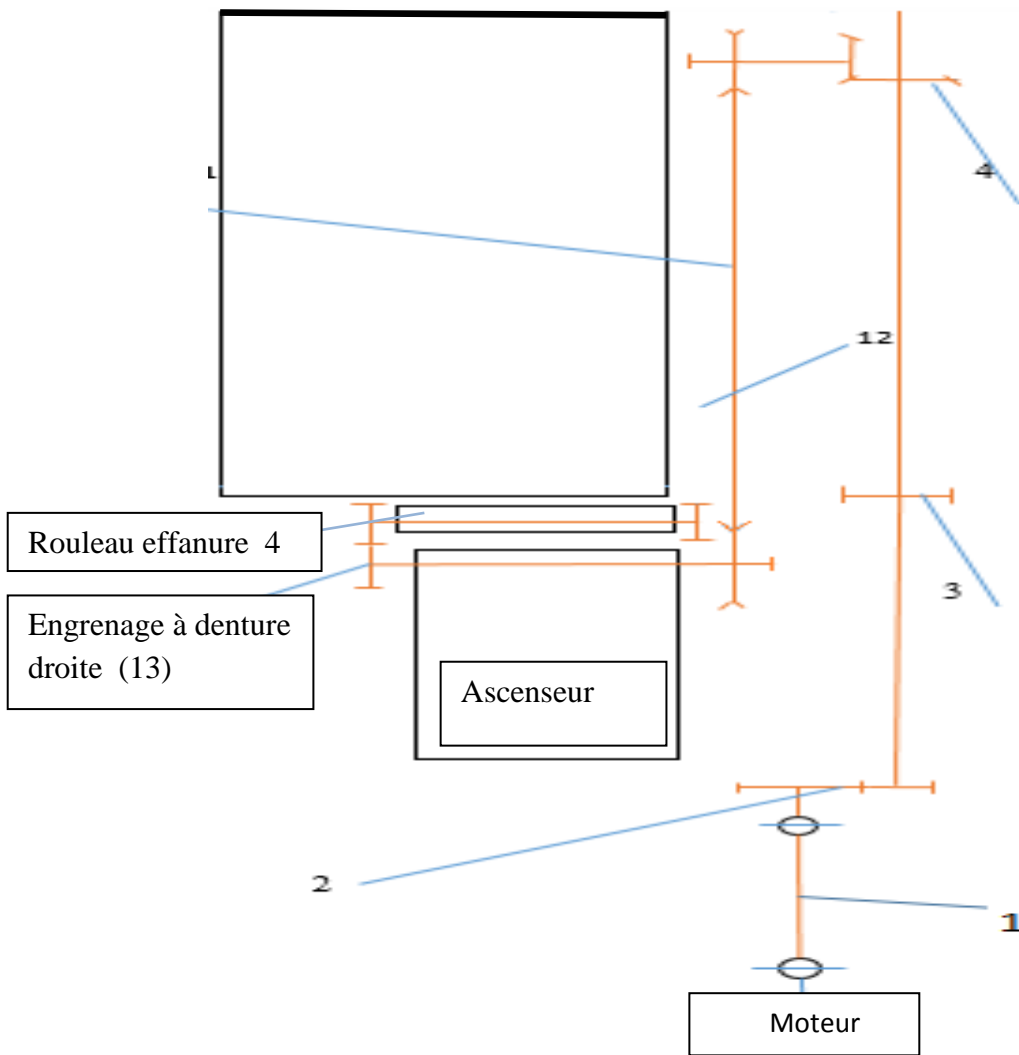 4
12
Rouleau effanure 4
3
Engrenage à denture
droite (13)
Ascenseur
2
1
Moteur